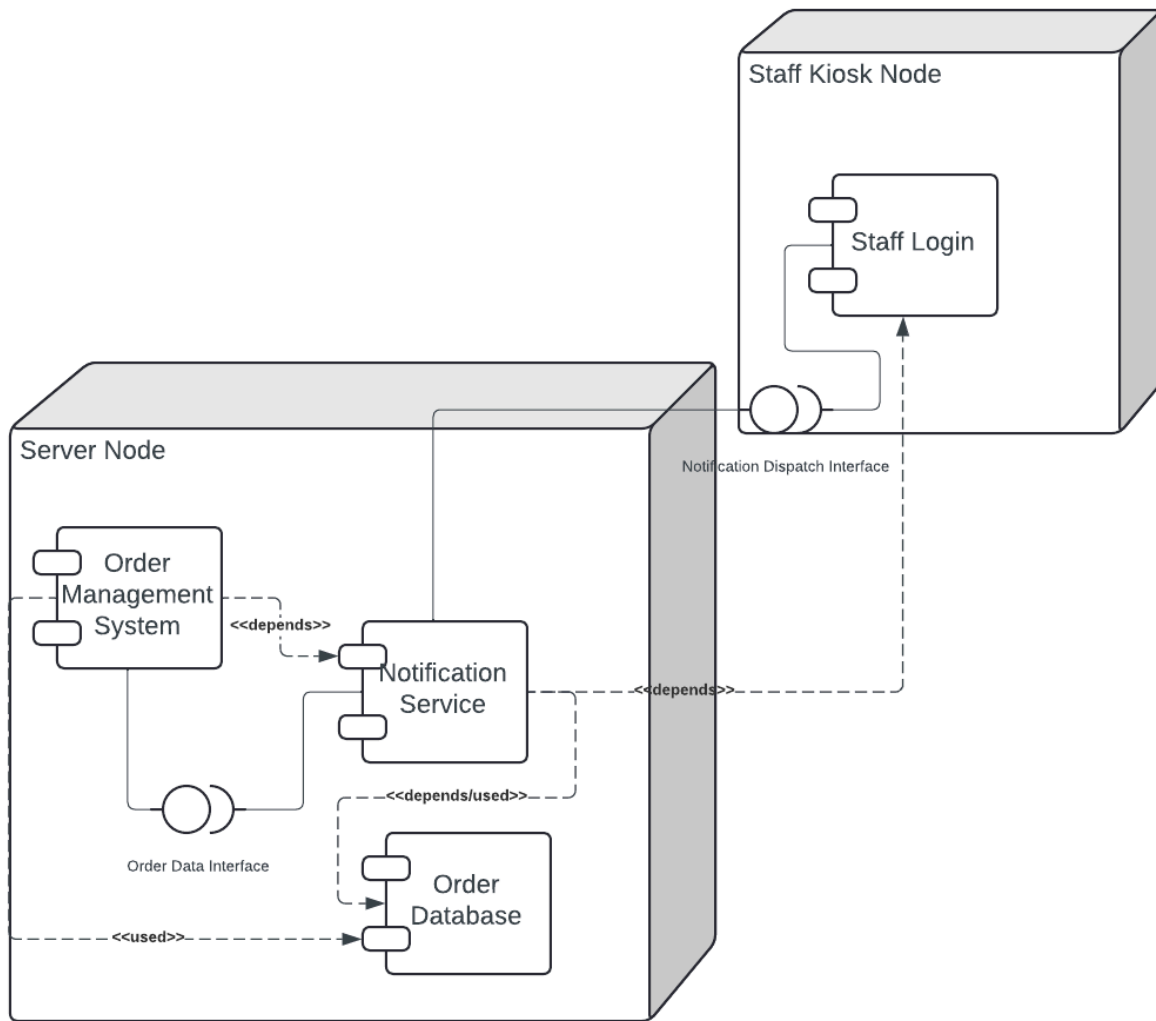 Staff Kiosk Node
Staff Login
Notification Dispatch Interface
Server Node
Order
Management
System
<<depends>>
Notification
Service
<<depends>>
<<depends/used>>
Order Data Interface
Order
Database
<<used>>